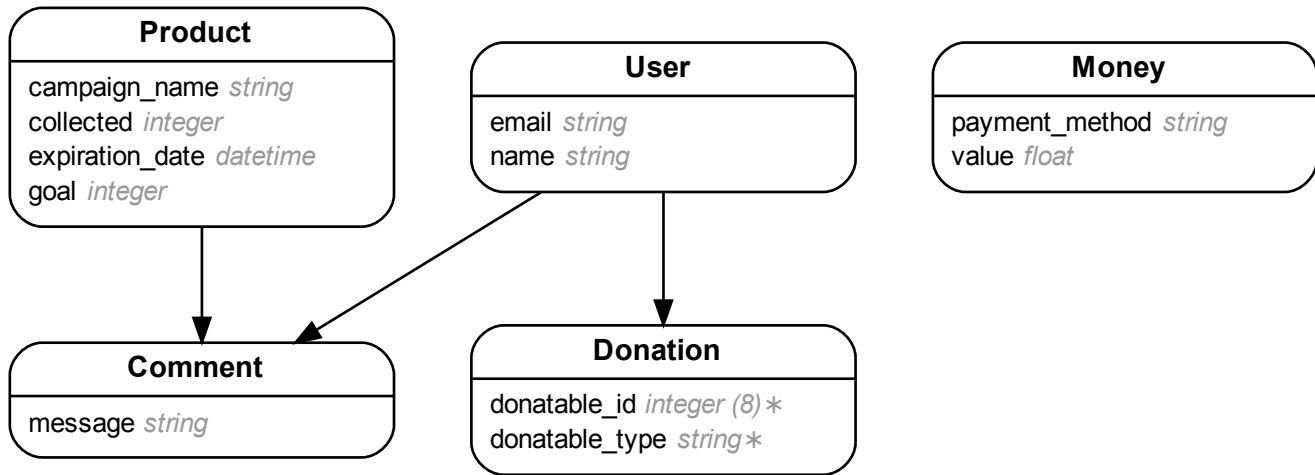 Product
campaign_name string
collected integer
expiration_date datetime
goal integer
User
email string
name string
Money
payment_method string
value float
Comment
message string
Donation
donatable_id integer (8)∗
donatable_type string∗